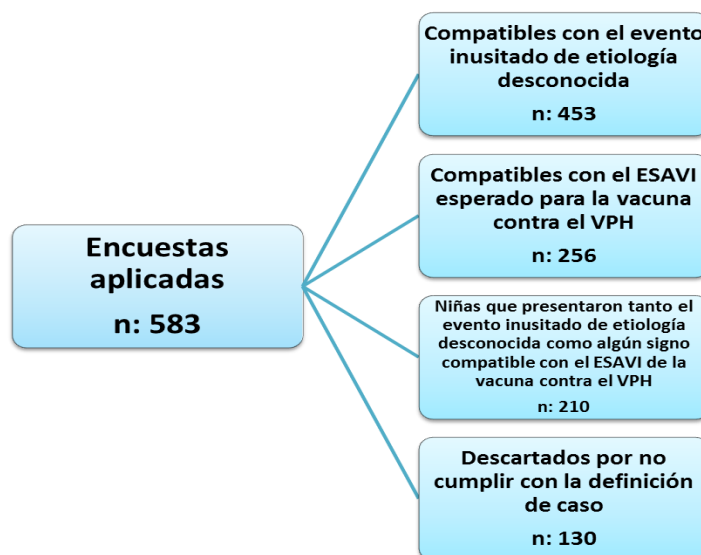 Encuestas
aplicadas
n: 583
Compatibles con el evento
inusitado de etiología
desconocida
n: 453
Compatibles con el ESAVI
esperado para la vacuna
contra el VPH
n: 256
Niñas que presentaron tanto el
evento inusitado de etiología
desconocida como algún signo
compatible con el ESAVI de la
vacuna contra el VPH
n: 210
Descartados por no
cumplir con la definición
de caso
n: 130